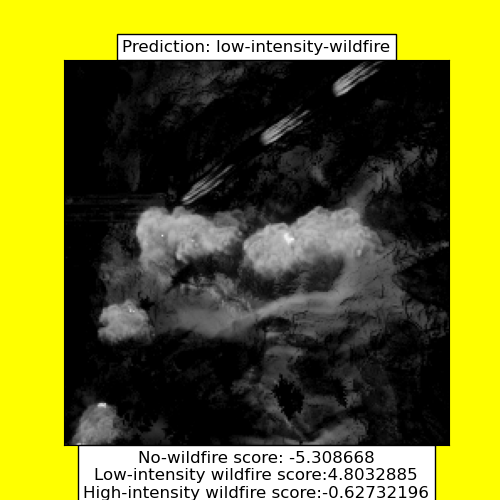 Prediction: low-intensity-wildfire
No-wildfire score: -5.308668
Low-intensity wildfire score:4.8032885
High-intensity wildfire score:-0.62732196